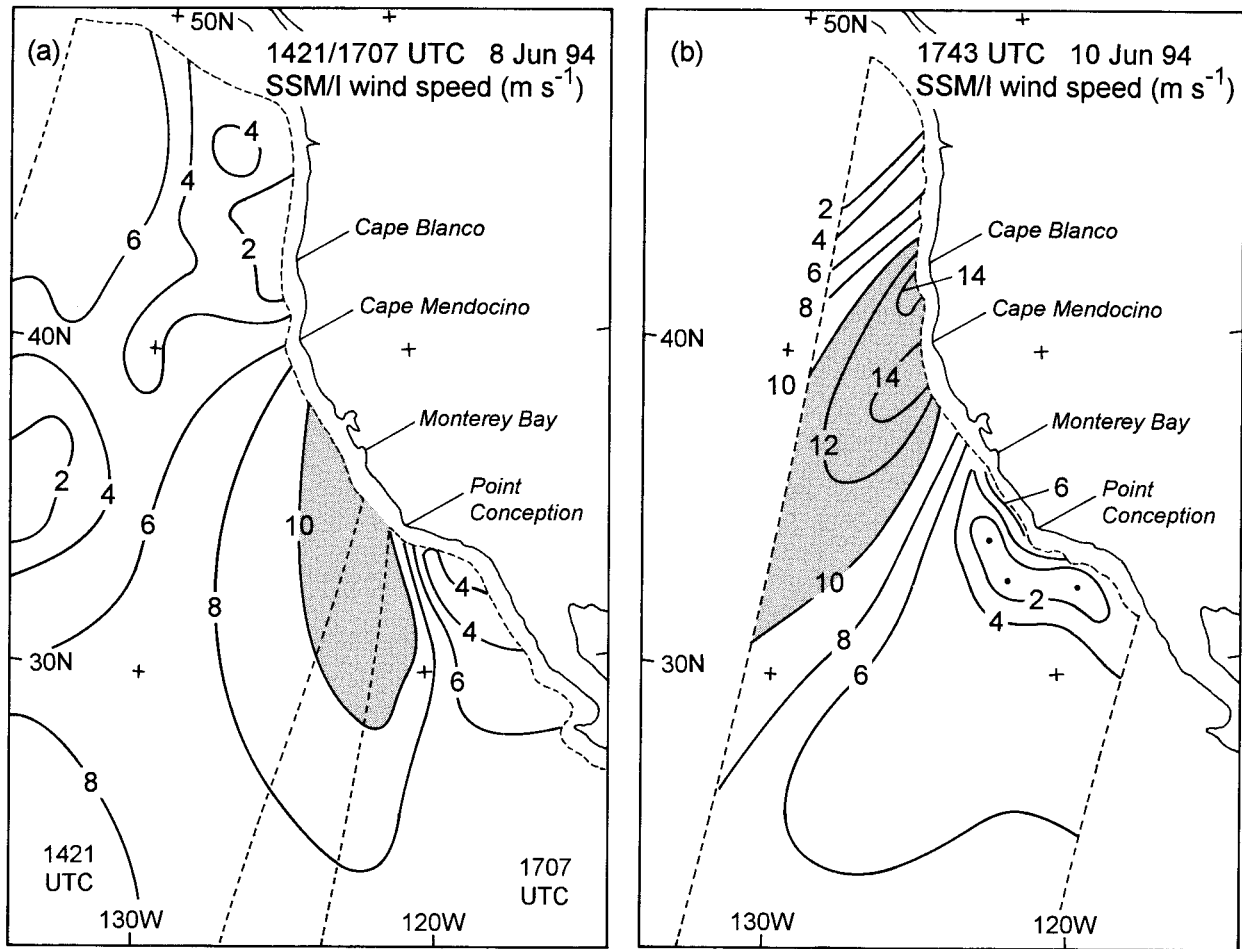 50N
(a)
1421/1707 UTC 8 Jun 94
SSM/I wind speed (m s⁻¹)
4
4
6
2
Cape Blanco
Cape Mendocino
40N
2
4
6
10
8
Monterey Bay
Point
Conception
4
4
6
30N
8
1421
UTC
1707
UTC
130W
120W
50N
(b)
1743 UTC 10 Jun 94
SSM/I wind speed (m s⁻¹)
2
4
6
8
Cape Blanco
14
Cape Mendocino
40N
10
14
12
Monterey Bay
6
Point
Conception
10
2
4
8
6
30N
130W
120W